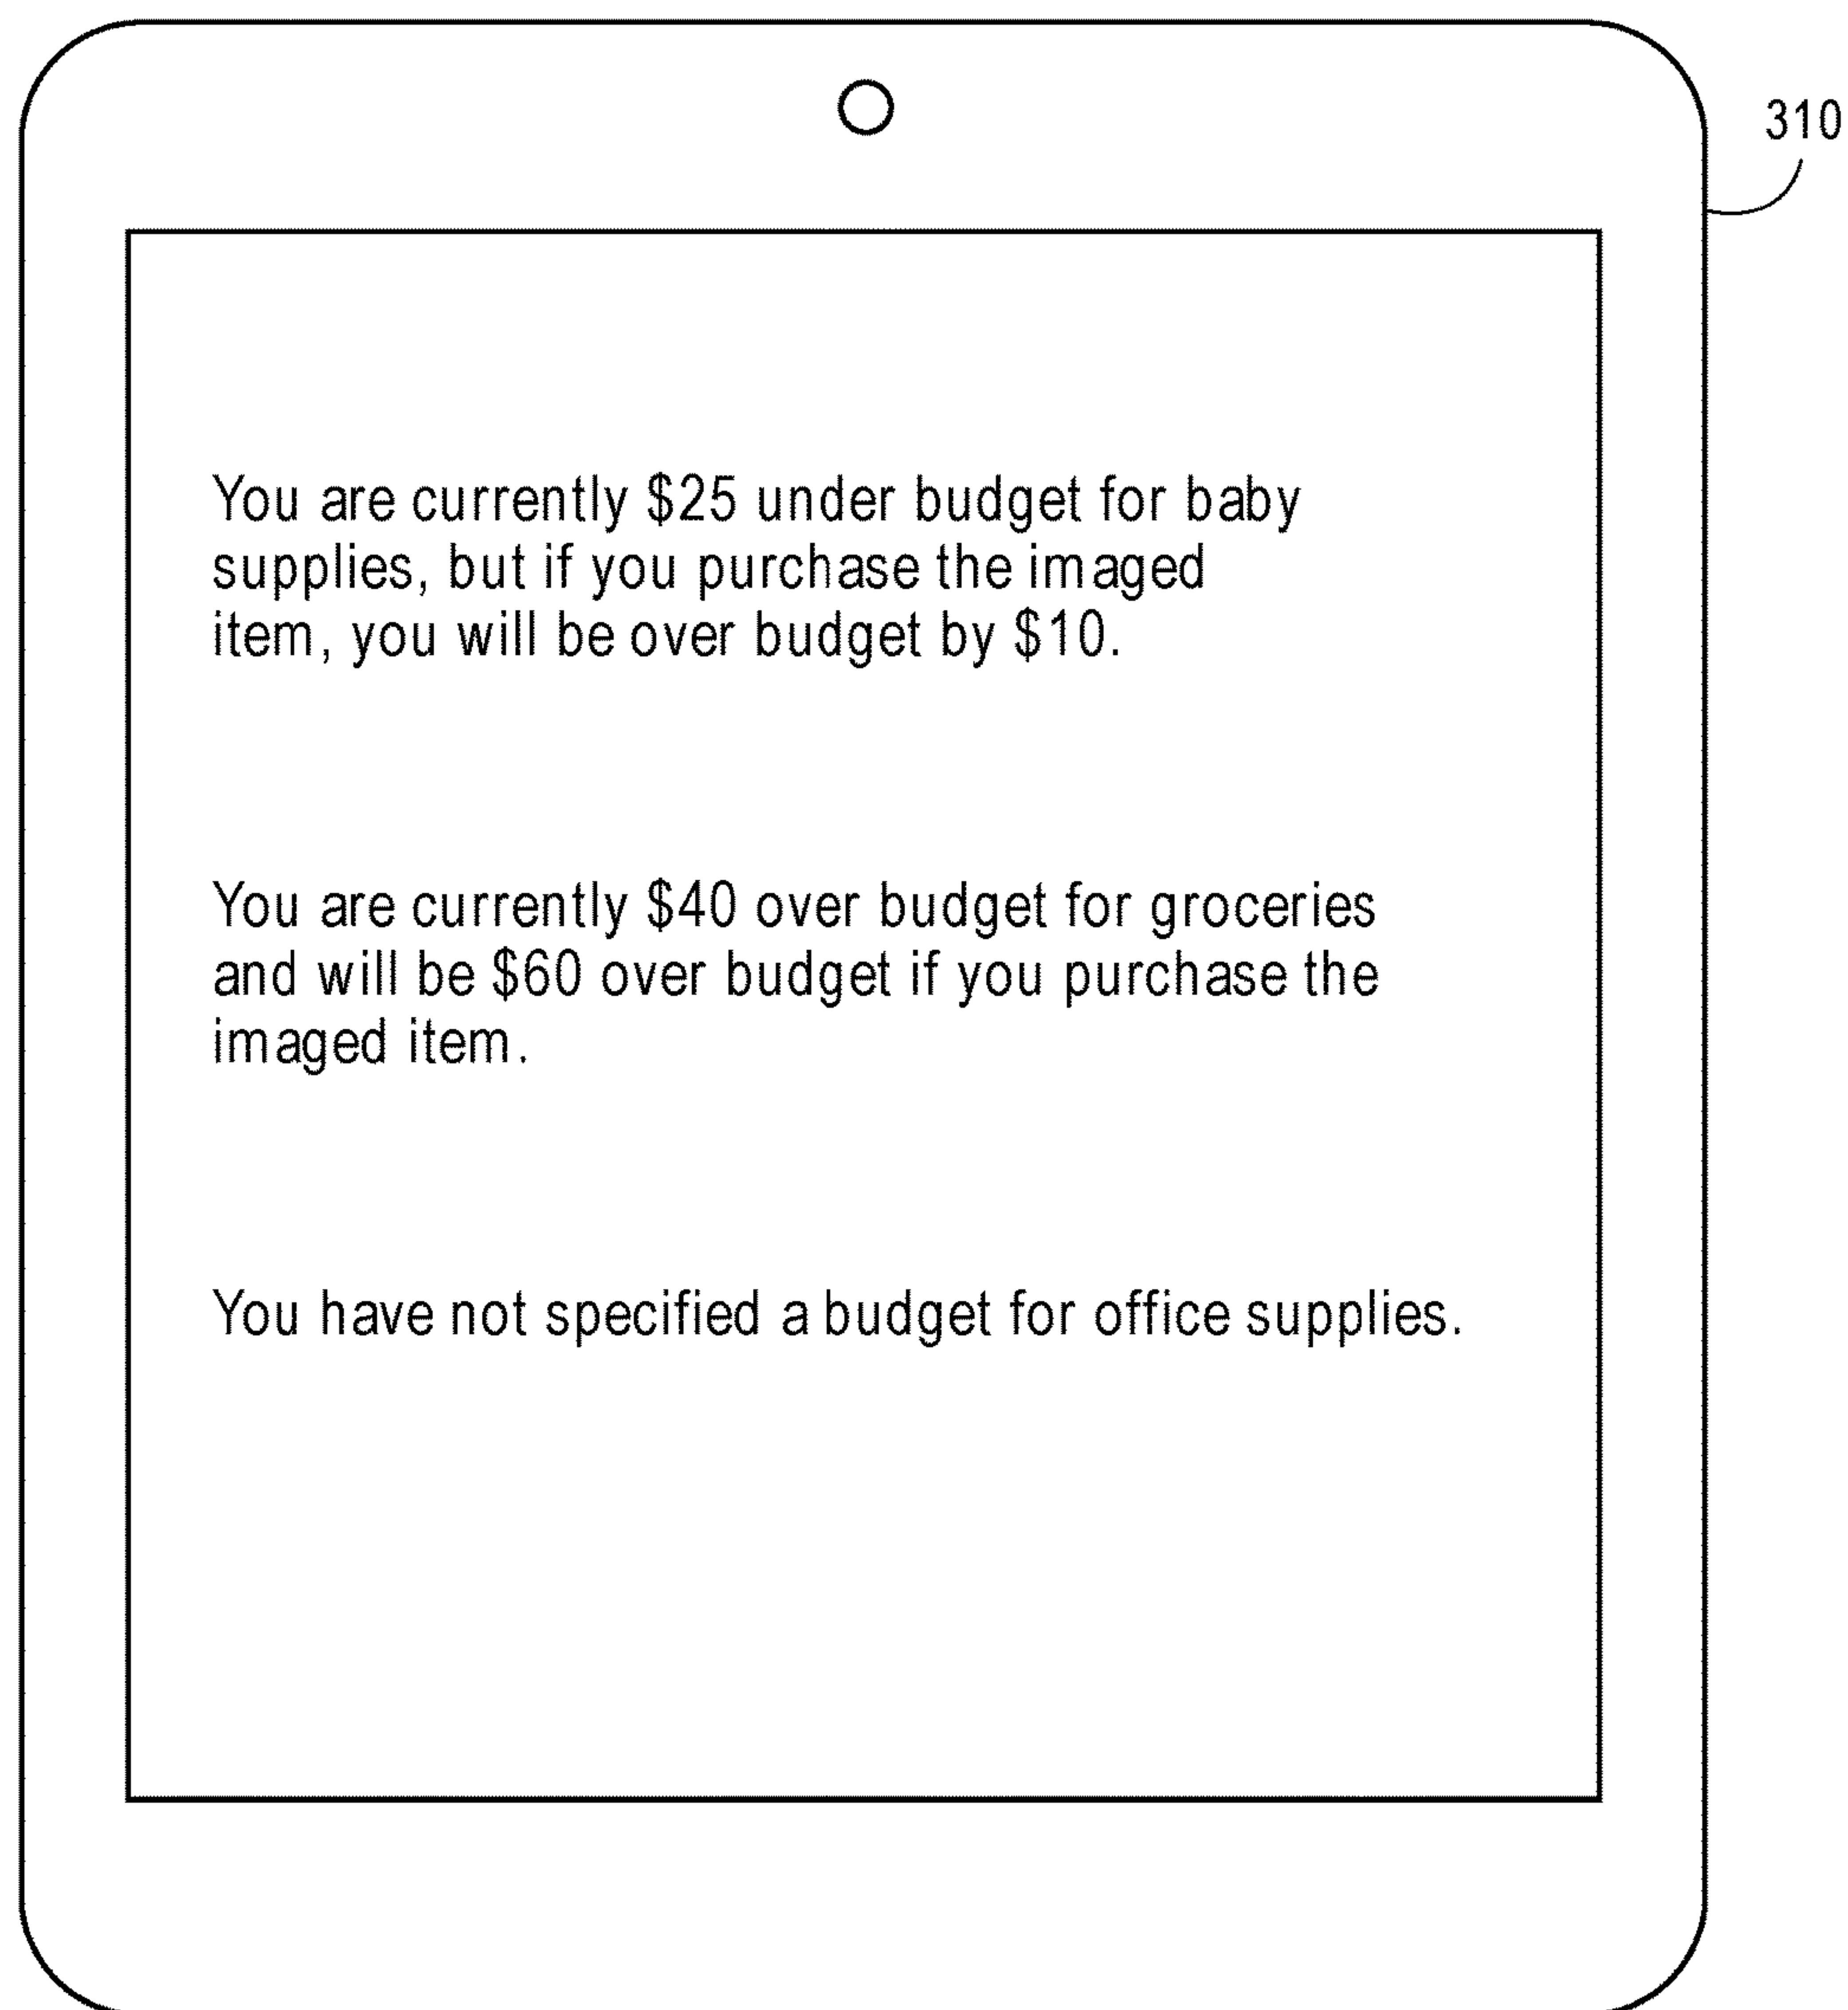 310
You are currently $25 under budget for baby
supplies, but if you purchase the imaged
item, you will be over budget by $10.
You are currently $40 over budget for groceries
and will be $60 over budget if you purchase the
imaged item.
You have not specified a budget for office supplies.